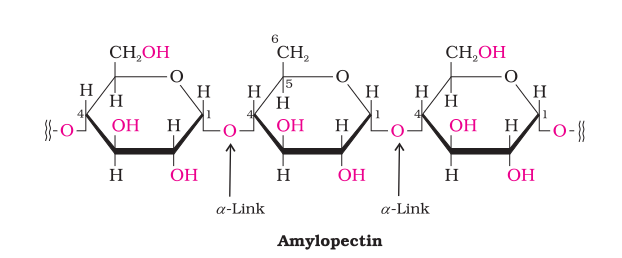 6
CH2OH CH2 CH2OH
O 5 O O
H H H H H H H
4 H 1 4 H 1 4 H 1
OH H OH H OH H
O O O O
H OH H OH H OH
α-Link α-Link
Amylopectin